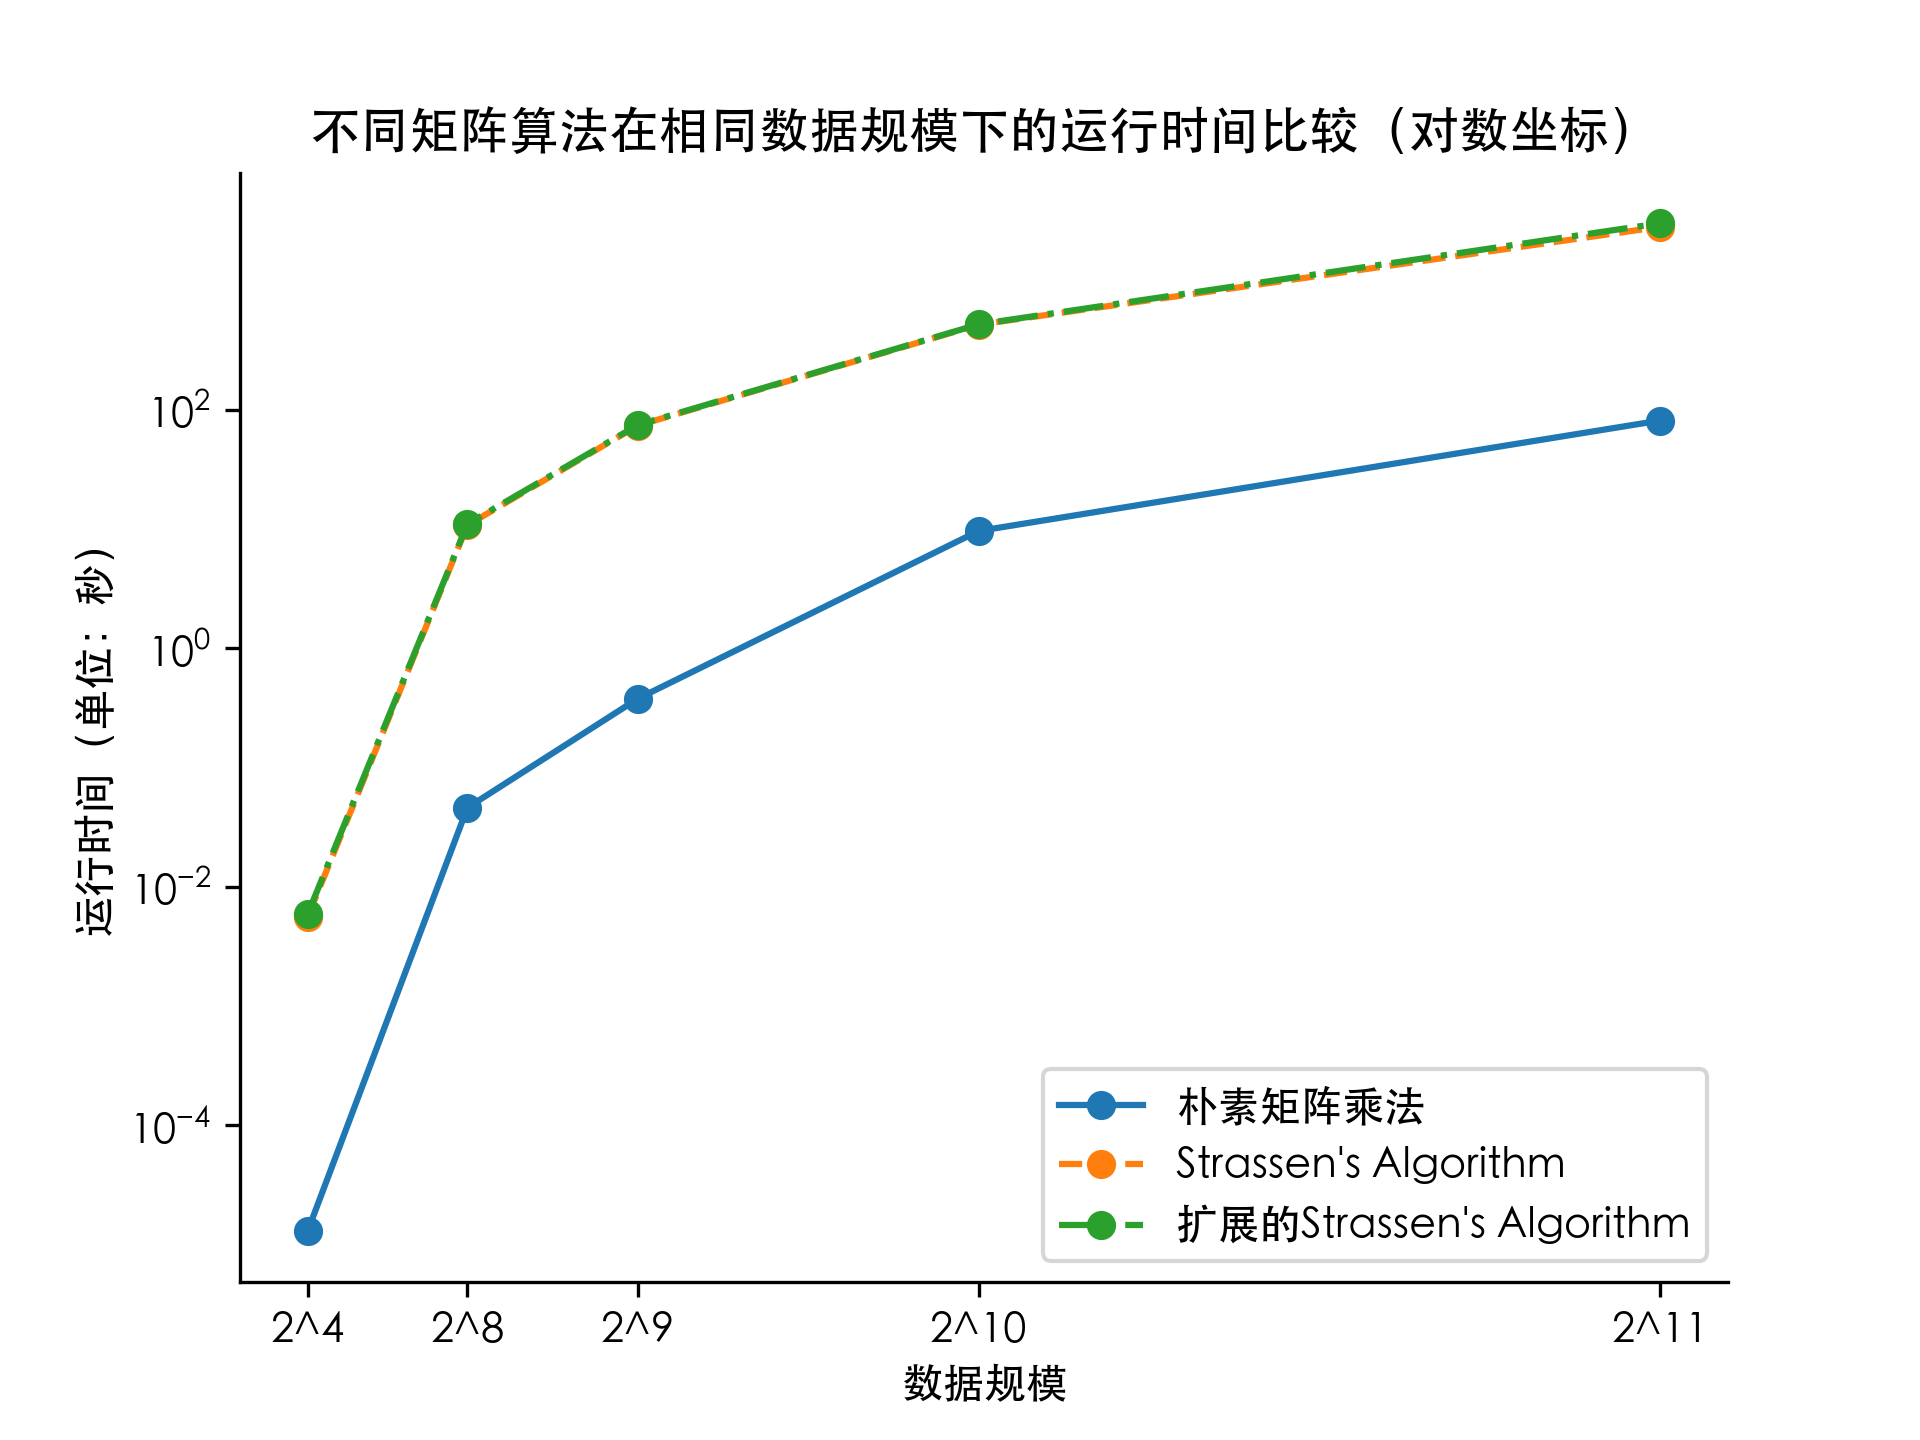 不同矩阵算法在相同数据规模下的运行时间比较（对数坐标）
运行时间（单位：秒）
10^2
10^0
10^-2
10^-4
朴素矩阵乘法
Strassen's Algorithm
扩展的Strassen's Algorithm
2^4 2^8 2^9 2^10 2^11
数据规模